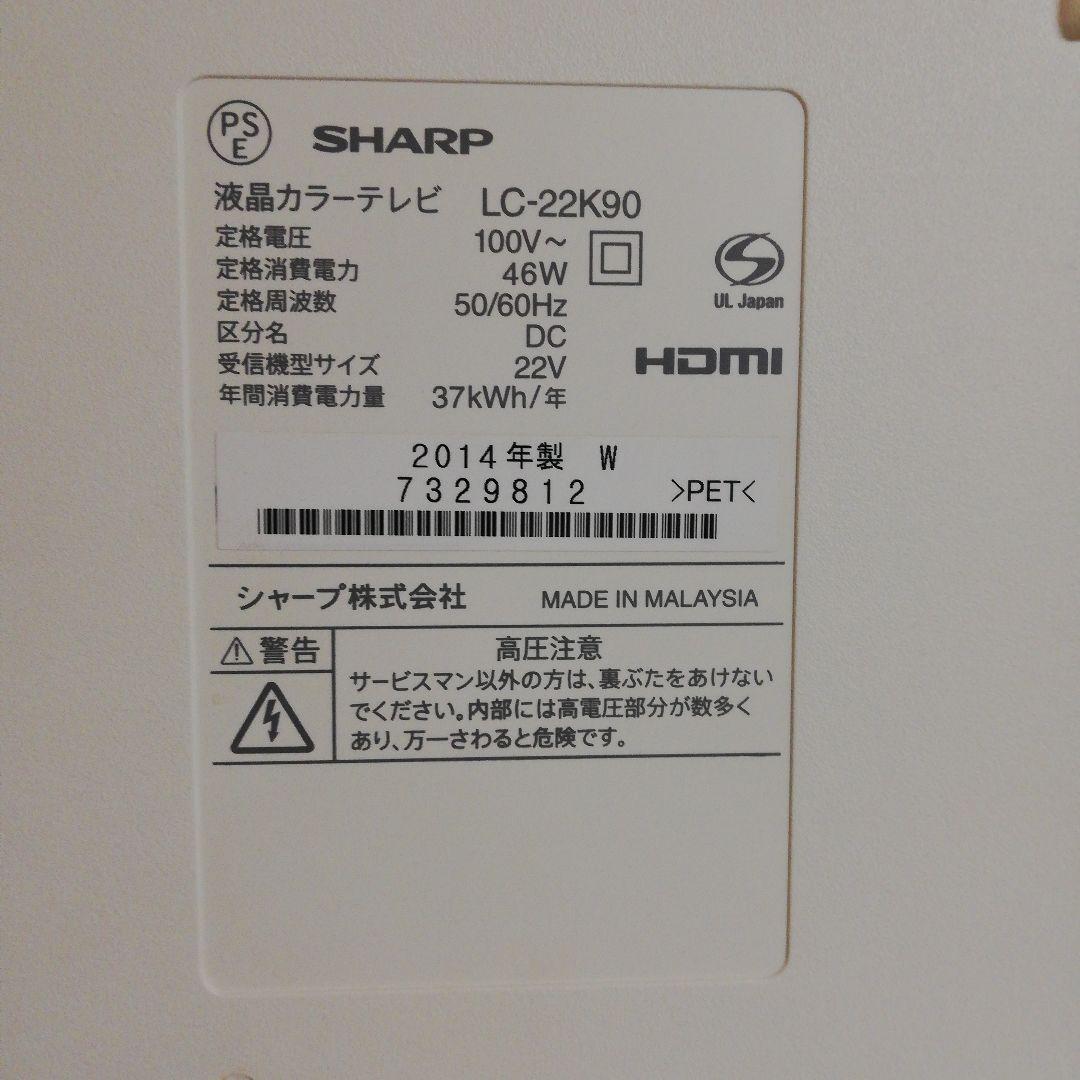 PS
E
SHARP
液晶カラーテレビ LC-22K90
定格電圧 100V～
定格消費電力 46W
定格周波数 50/60Hz
区分名 DC
受信機型サイズ 22V
年間消費電力量 37kWh/年
UL Japan
HDMI
2014年製 W
7329812 >PET<
シャープ株式会社 MADE IN MALAYSIA
警告
高圧注意
サービスマン以外の方は、裏ぶたをあけない
でください。内部には高電圧部分が数多く
あり、万一さわると危険です。